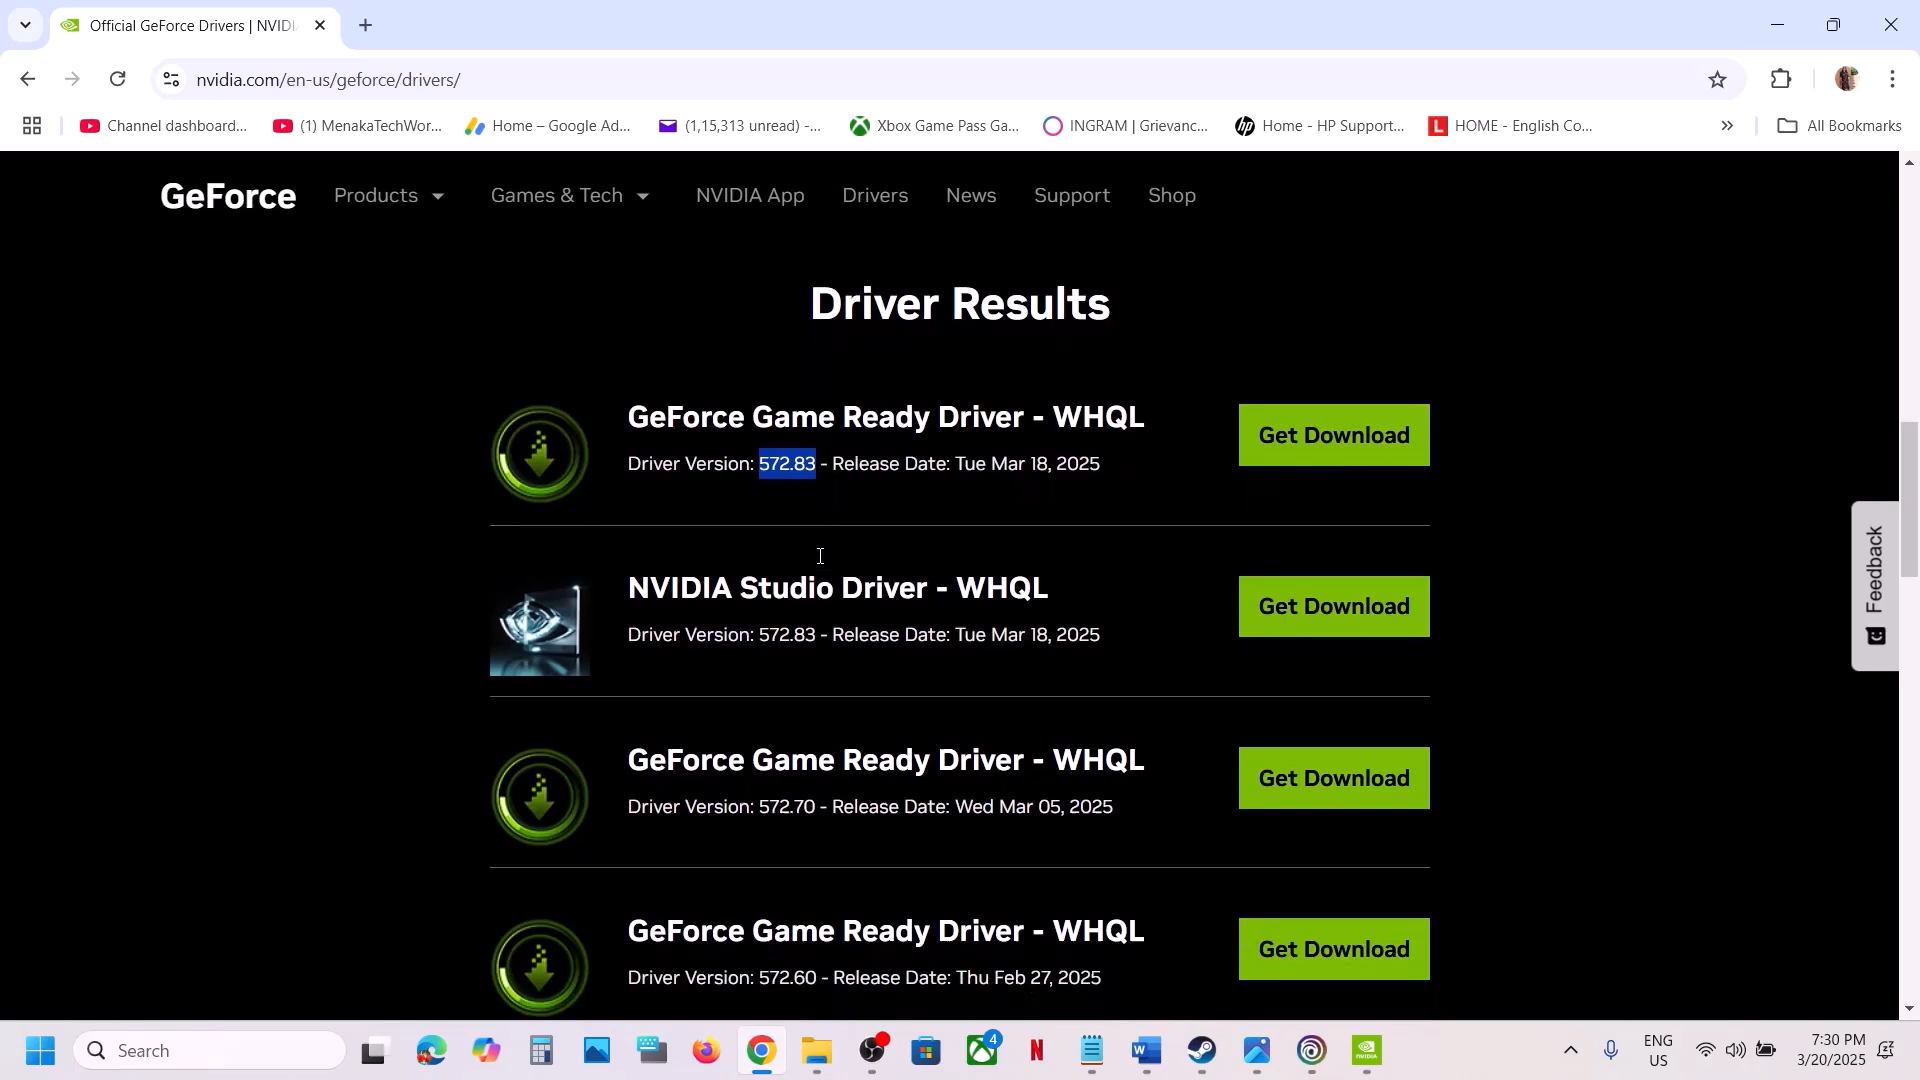 Official GeForce Drivers | NVIDI
nvidia.com/en-us/geforce/drivers/
Channel dashboard...
(1) MenakaTechWor...
Home – Google Ad...
(1,15,313 unread) -...
Xbox Game Pass Ga...
INGRAM | Grievanc...
Home - HP Support...
HOME - English Co...
All Bookmarks
GeForce
Products
Games & Tech
NVIDIA App
Drivers
News
Support
Shop
Driver Results
GeForce Game Ready Driver - WHQL
Driver Version: 572.83 - Release Date: Tue Mar 18, 2025
Get Download
NVIDIA Studio Driver - WHQL
Driver Version: 572.83 - Release Date: Tue Mar 18, 2025
Get Download
GeForce Game Ready Driver - WHQL
Driver Version: 572.70 - Release Date: Wed Mar 05, 2025
Get Download
GeForce Game Ready Driver - WHQL
Driver Version: 572.60 - Release Date: Thu Feb 27, 2025
Get Download
Feedback
Search
4
ENG
US
7:30 PM
3/20/2025